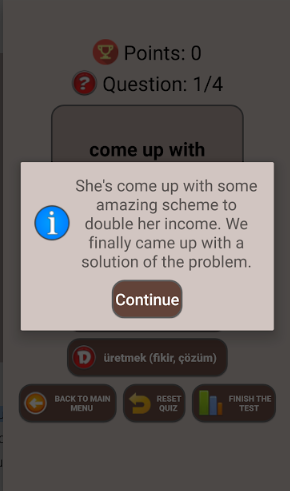 Points: 0
Question: 1/4
come up with
She's come up with some
amazing scheme to
double her income. We
finally came up with a
solution of the problem.
Continue
D üretmek (fikir, çözüm)
BACK TO MAIN
MENU
RESET
QUIZ
FINISH THE
TEST